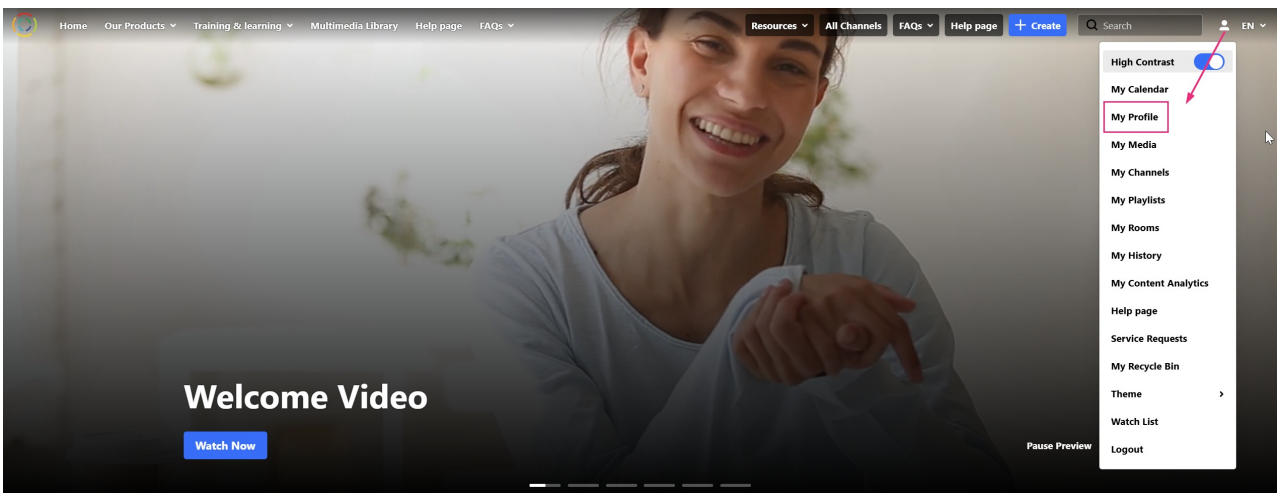 Home Our Products Training & learning Multimedia Library Help page FAQs Resources All Channels FAQs Help page + Create Search EN
High Contrast
My Calendar
My Profile
My Media
My Channels
My Playlists
My Rooms
My History
My Content Analytics
Help page
Service Requests
My Recycle Bin
Theme
Watch List
Logout
Welcome Video
Watch Now
Pause Preview